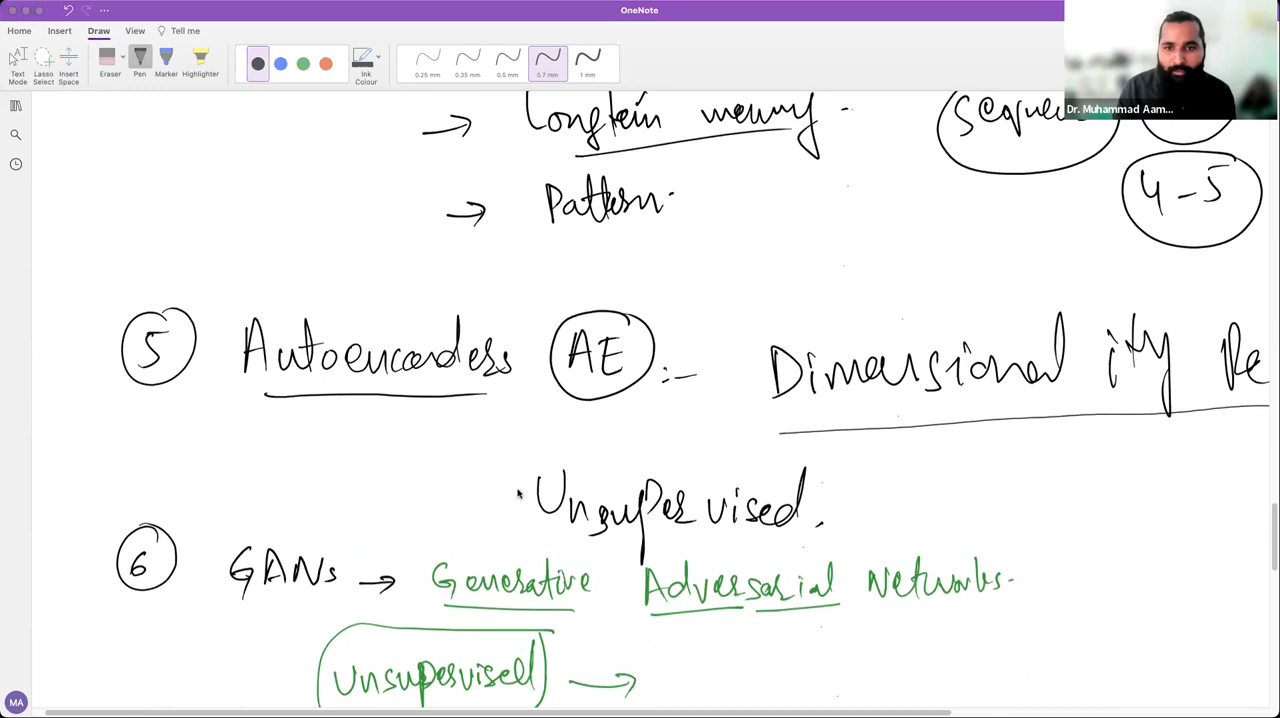 OneNote
Home Insert Draw View Tell me
Text Mode Lasso Select Insert Space Eraser Pen Marker Highlighter Ink Colour 0.25 mm 0.35 mm 0.5 mm 0.7 mm 1 mm
Dr. Muhammad Aam...
→ Longterm memory.
→ Pattern.
4-5
5 Autoencoders AE :- Dimensionality Re
Unsupervised.
6 GANs → Generative Adversarial Networks.
Unsupervised →
MA